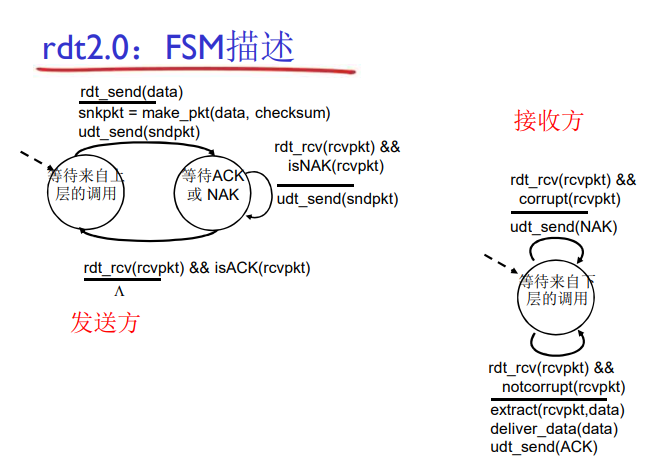 rdt2.0：FSM描述
rdt_send(data)
snkpkt = make_pkt(data, checksum)
udt_send(sndpkt)
等待来自上
层的调用
等待ACK
或 NAK
rdt_rcv(rcvpkt) &&
isNAK(rcvpkt)
udt_send(sndpkt)
rdt_rcv(rcvpkt) && isACK(rcvpkt)
Λ
发送方
接收方
rdt_rcv(rcvpkt) &&
corrupt(rcvpkt)
udt_send(NAK)
等待来自下
层的调用
rdt_rcv(rcvpkt) &&
notcorrupt(rcvpkt)
extract(rcvpkt,data)
deliver_data(data)
udt_send(ACK)